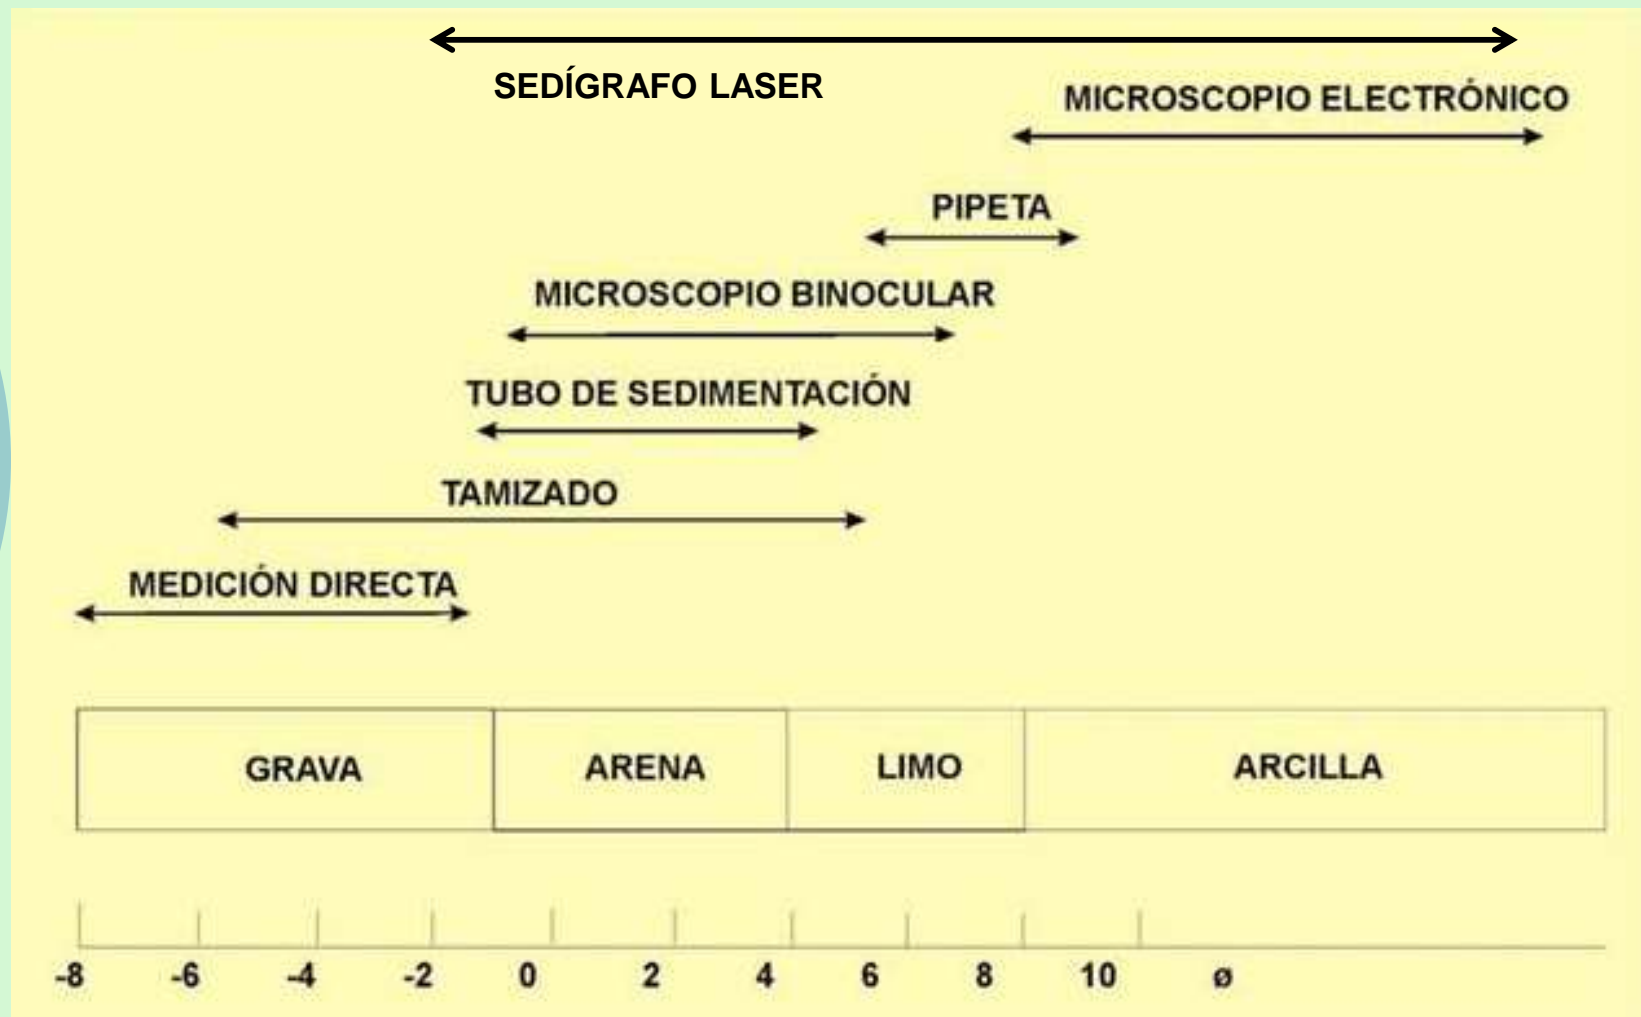 SEDÍGRAFO LASER
MICROSCOPIO ELECTRÓNICO
PIPETA
MICROSCOPIO BINOCULAR
TUBO DE SEDIMENTACIÓN
TAMIZADO
MEDICIÓN DIRECTA
GRAVA ARENA LIMO ARCILLA
-8 -6 -4 -2 0 2 4 6 8 10 ø